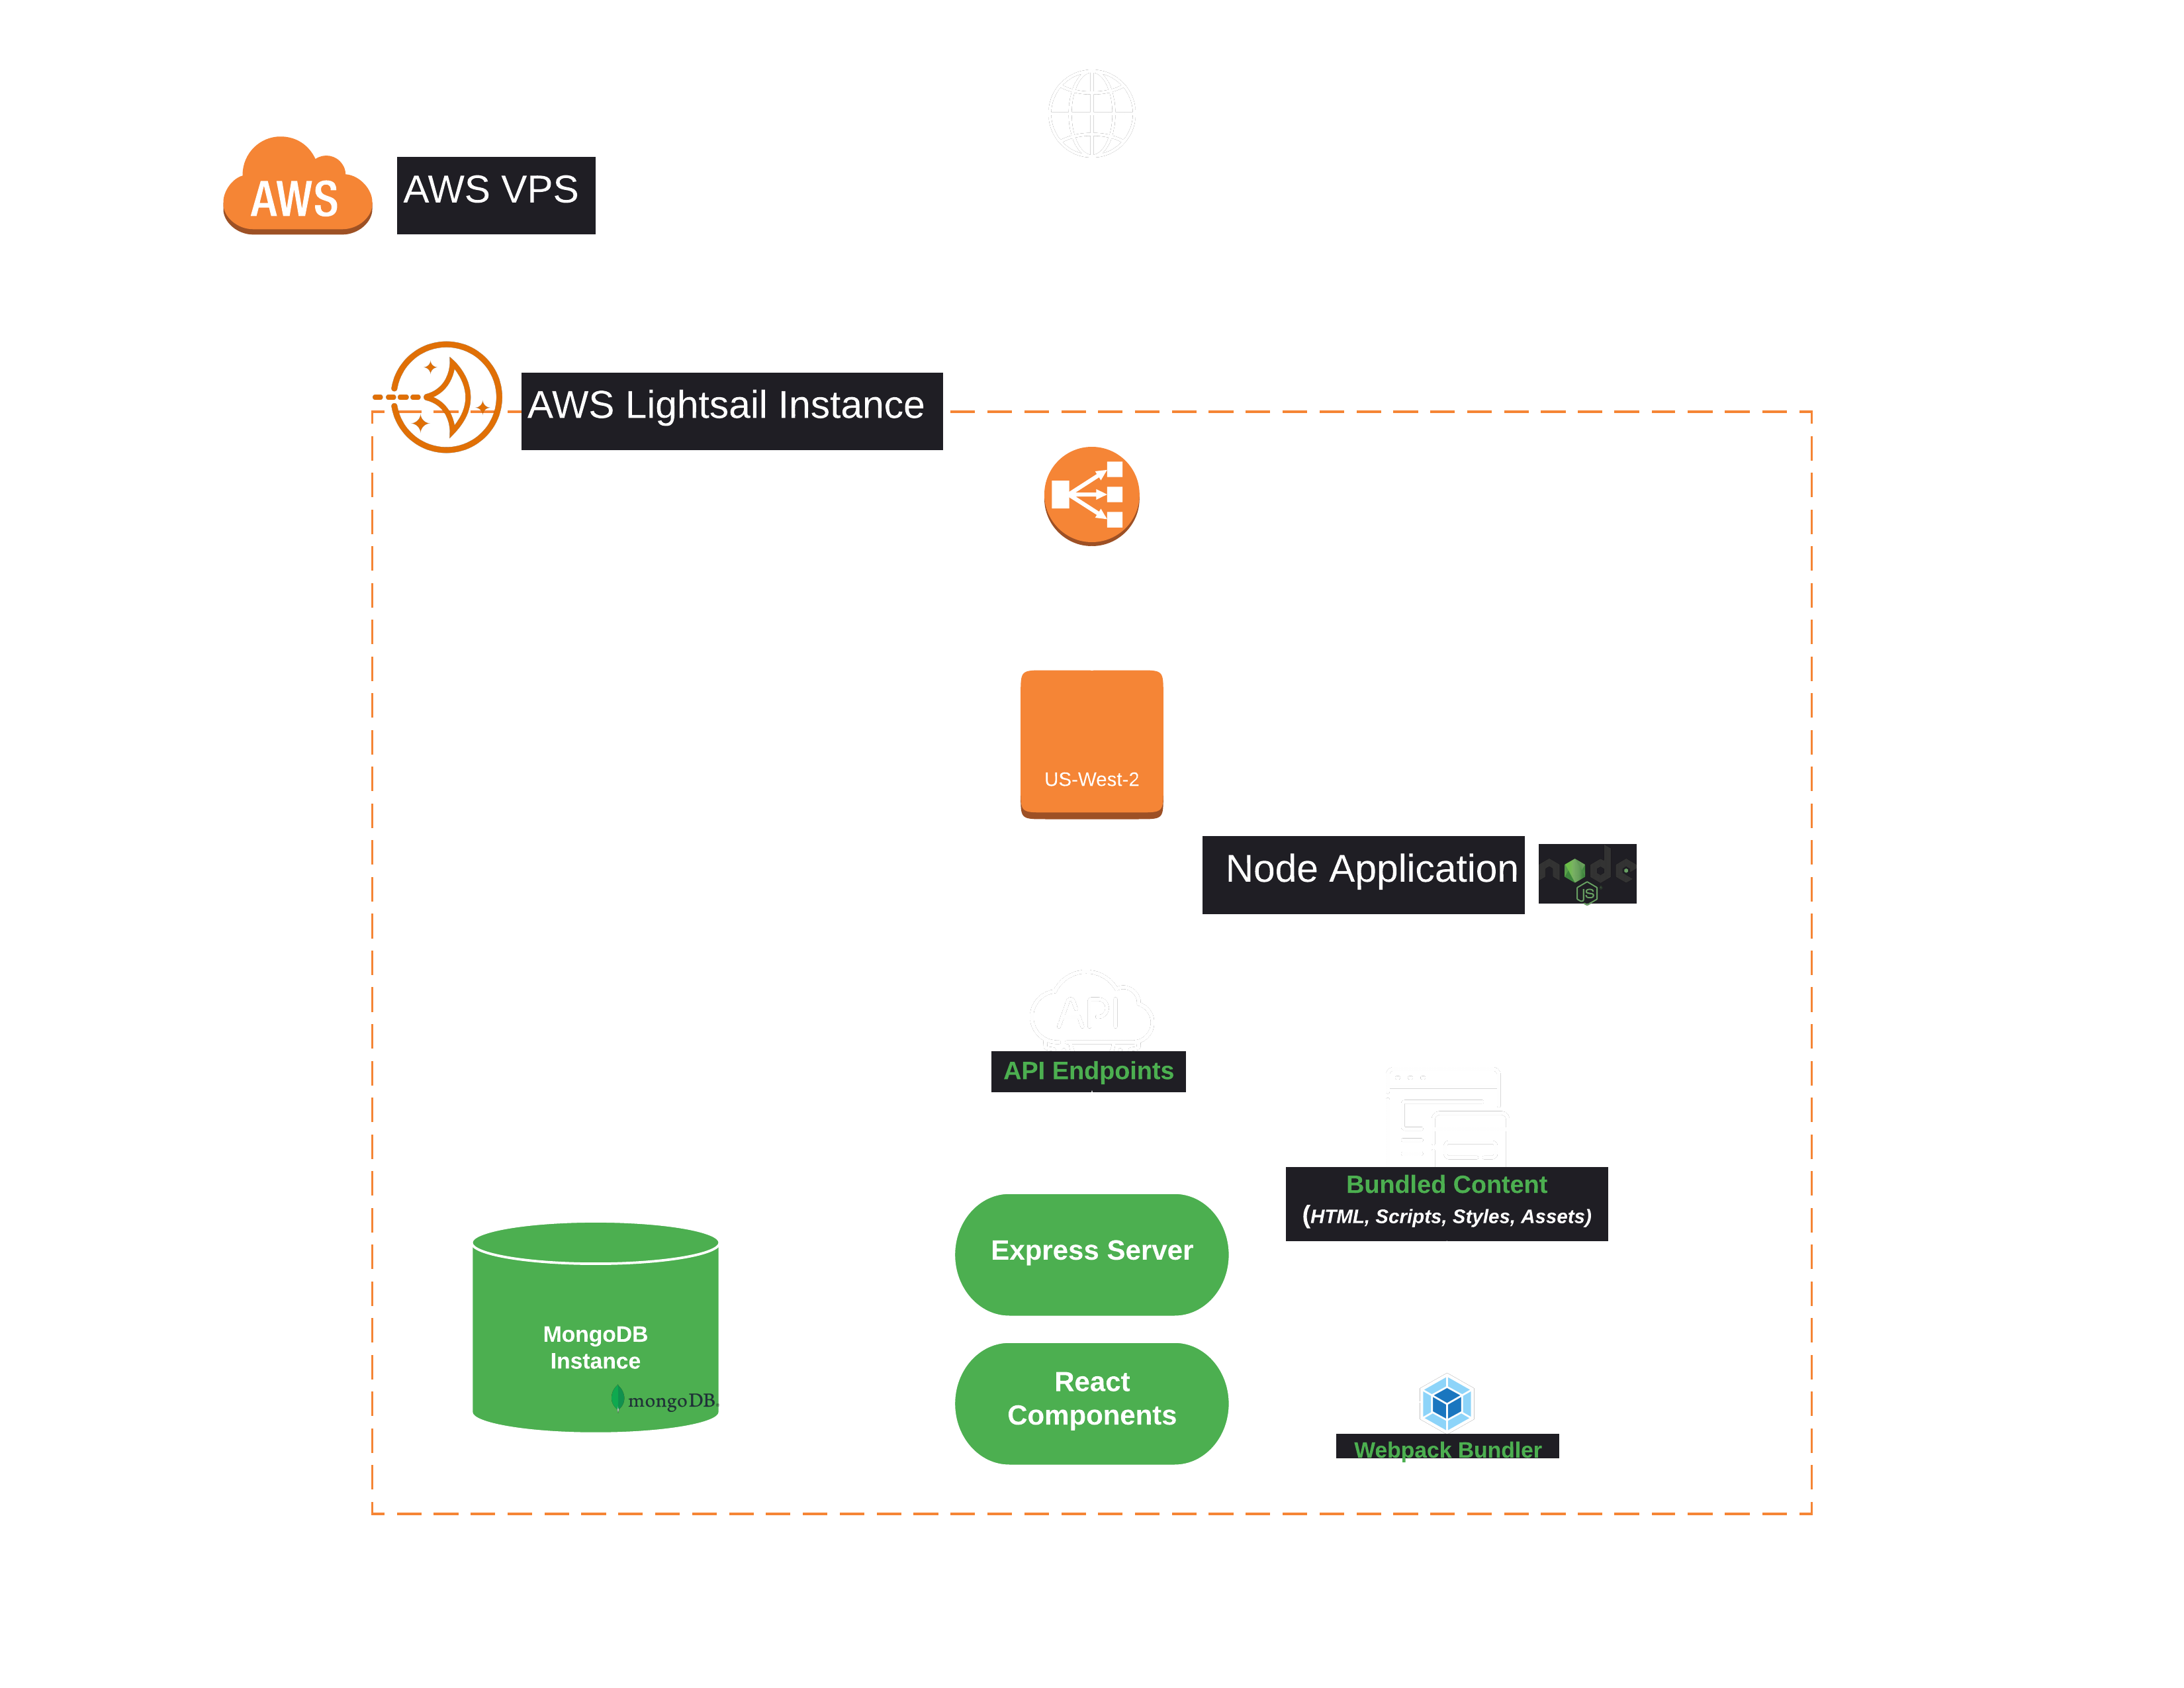 AWS
AWS VPS
AWS Lightsail Instance
US-West-2
Node Application
node
JS
API
API Endpoints
Bundled Content
(HTML, Scripts, Styles, Assets)
Express Server
MongoDB
Instance
mongoDB.
React
Components
Webpack Bundler